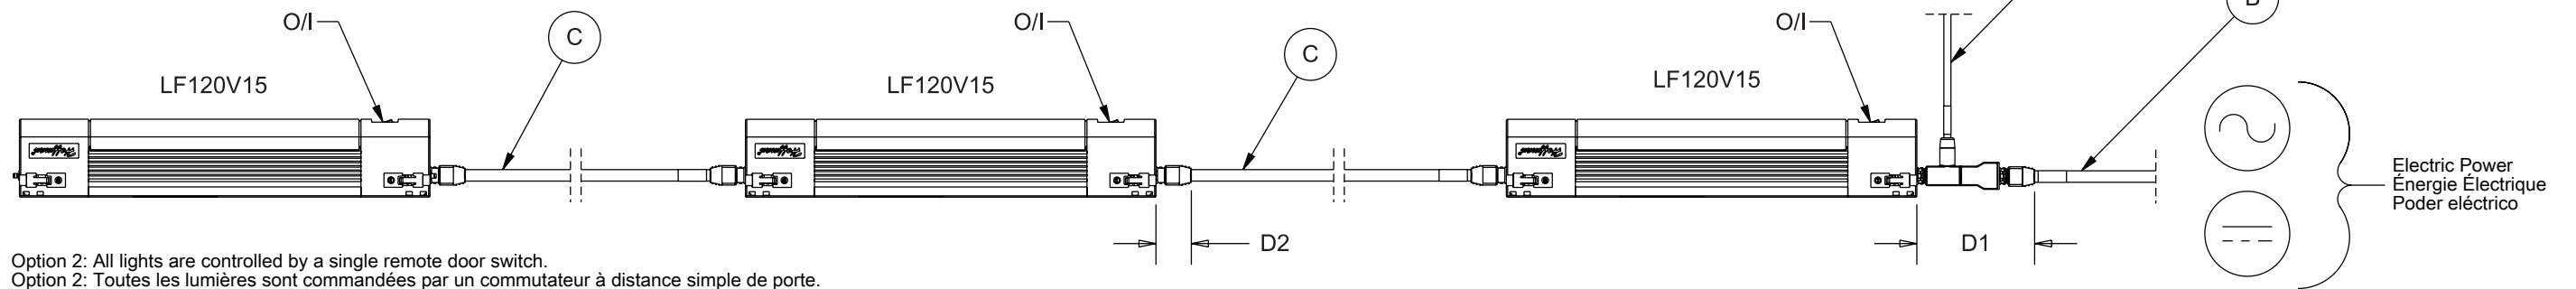 O/I
C
O/I
C
O/I
B
LF120V15
LF120V15
LF120V15
Electric Power
Énergie Électrique
Poder eléctrico
D2
D1
Option 2: All lights are controlled by a single remote door switch.
Option 2: Toutes les lumières sont commandées par un commutateur à distance simple de porte.